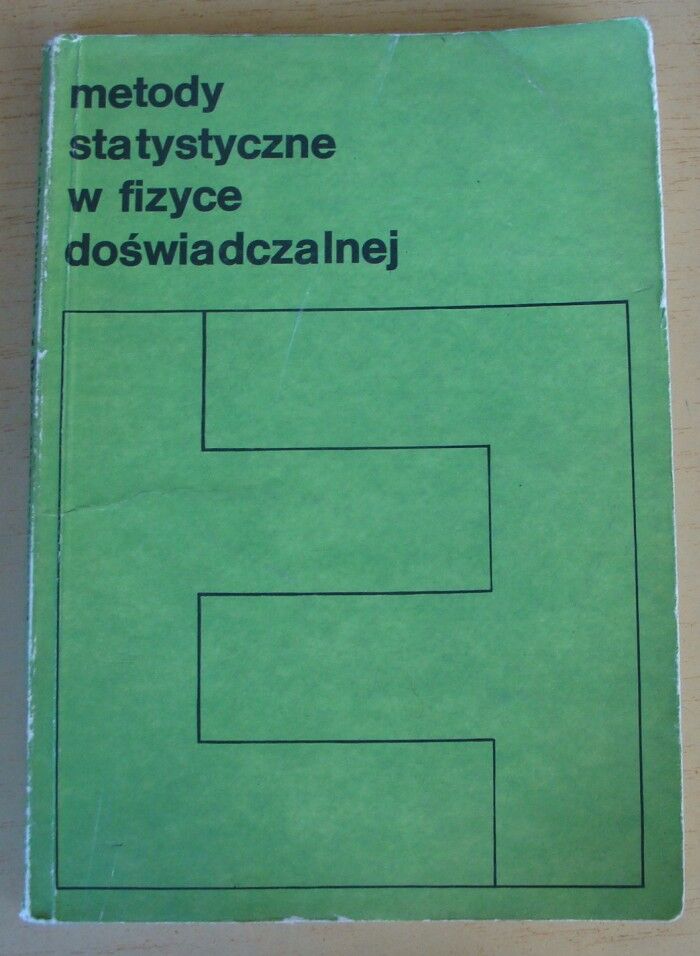 metody
statystyczne
w fizyce
doświadczalnej